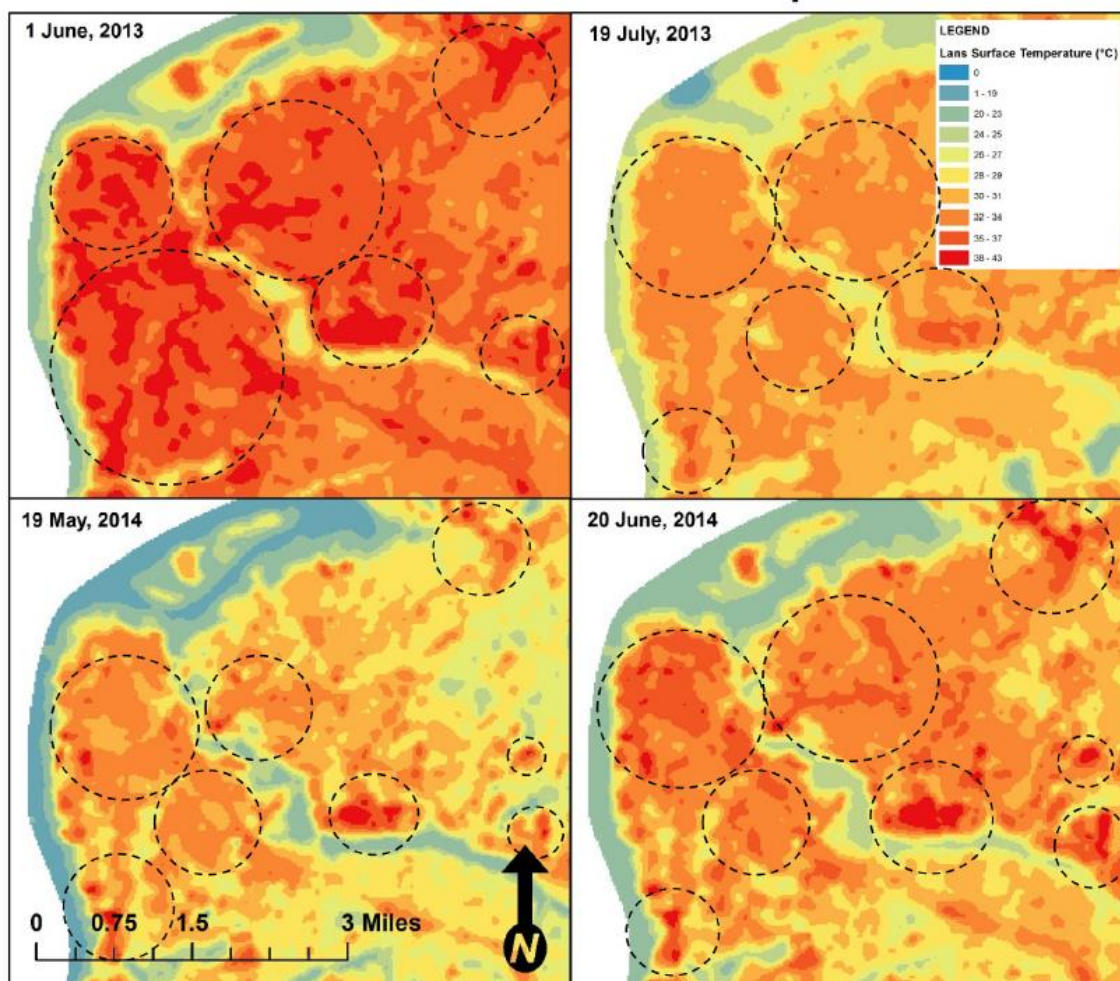 1 June, 2013
19 July, 2013
LEGEND
Lans Surface Temperature (°C)
0
1 - 19
20 - 23
24 - 25
26 - 27
28 - 29
30 - 31
32 - 34
35 - 37
38 - 43
19 May, 2014
20 June, 2014
0 0.75 1.5 3 Miles
N